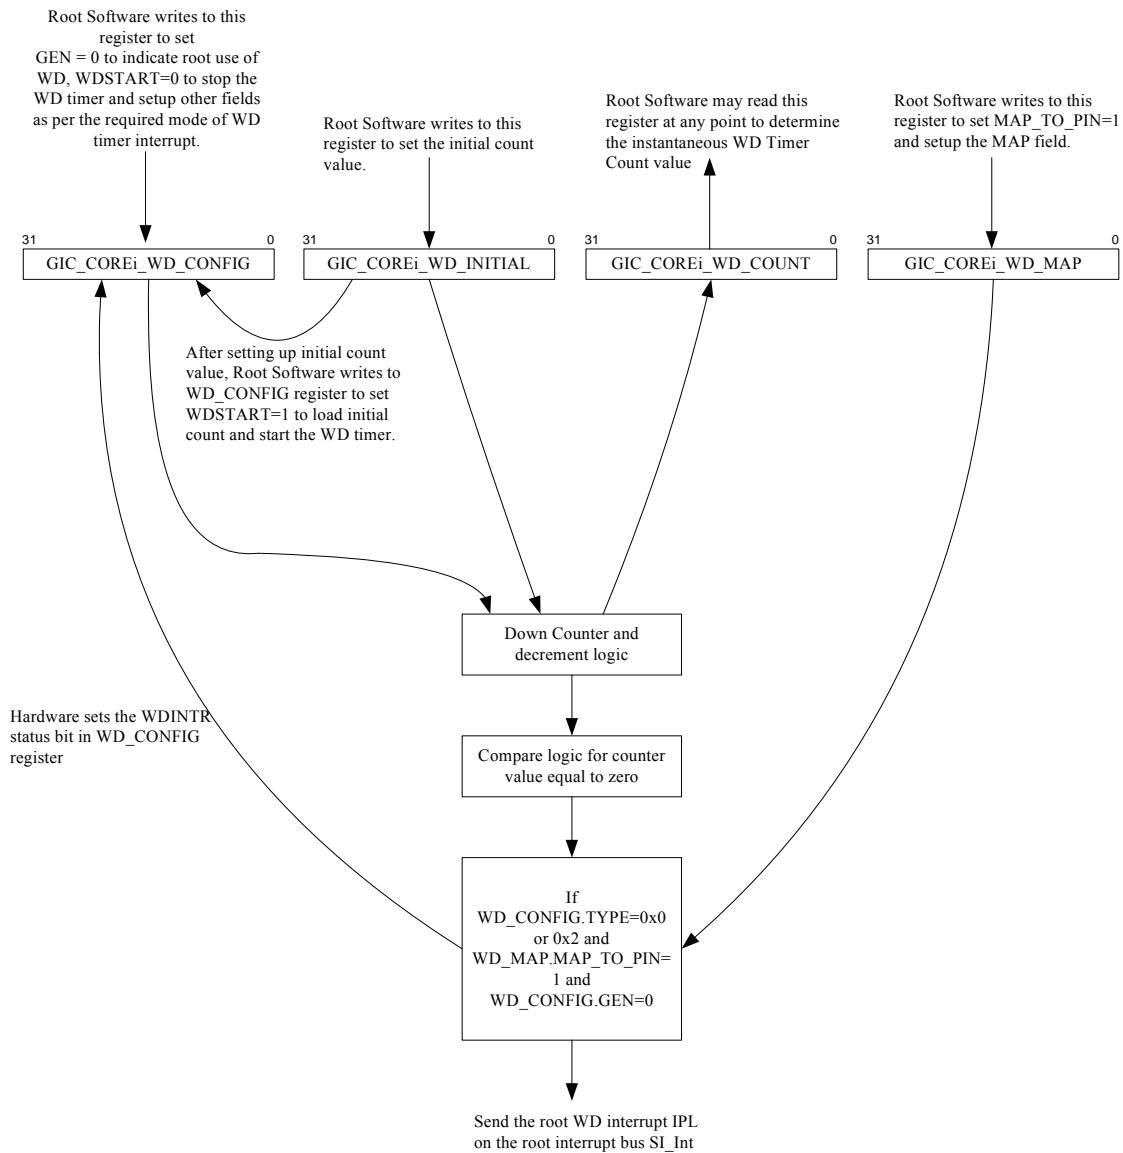 Root Software writes to this
register to set
GEN = 0 to indicate root use of
WD, WDSTART=0 to stop the
WD timer and setup other fields
as per the required mode of WD
timer interrupt.
Root Software writes to this
register to set the initial count
value.
Root Software may read this
register at any point to determine
the instantaneous WD Timer
Count value
Root Software writes to this
register to set MAP_TO_PIN=1
and setup the MAP field.
31 0
GIC_COREi_WD_CONFIG
31 0
GIC_COREi_WD_INITIAL
31 0
GIC_COREi_WD_COUNT
31 0
GIC_COREi_WD_MAP
After setting up initial count
value, Root Software writes to
WD_CONFIG register to set
WDSTART=1 to load initial
count and start the WD timer.
Down Counter and
decrement logic
Hardware sets the WDINTR
status bit in WD_CONFIG
register
Compare logic for counter
value equal to zero
If
WD_CONFIG.TYPE=0x0
or 0x2 and
WD_MAP.MAP_TO_PIN=
1 and
WD_CONFIG.GEN=0
Send the root WD interrupt IPL
on the root interrupt bus SI_Int